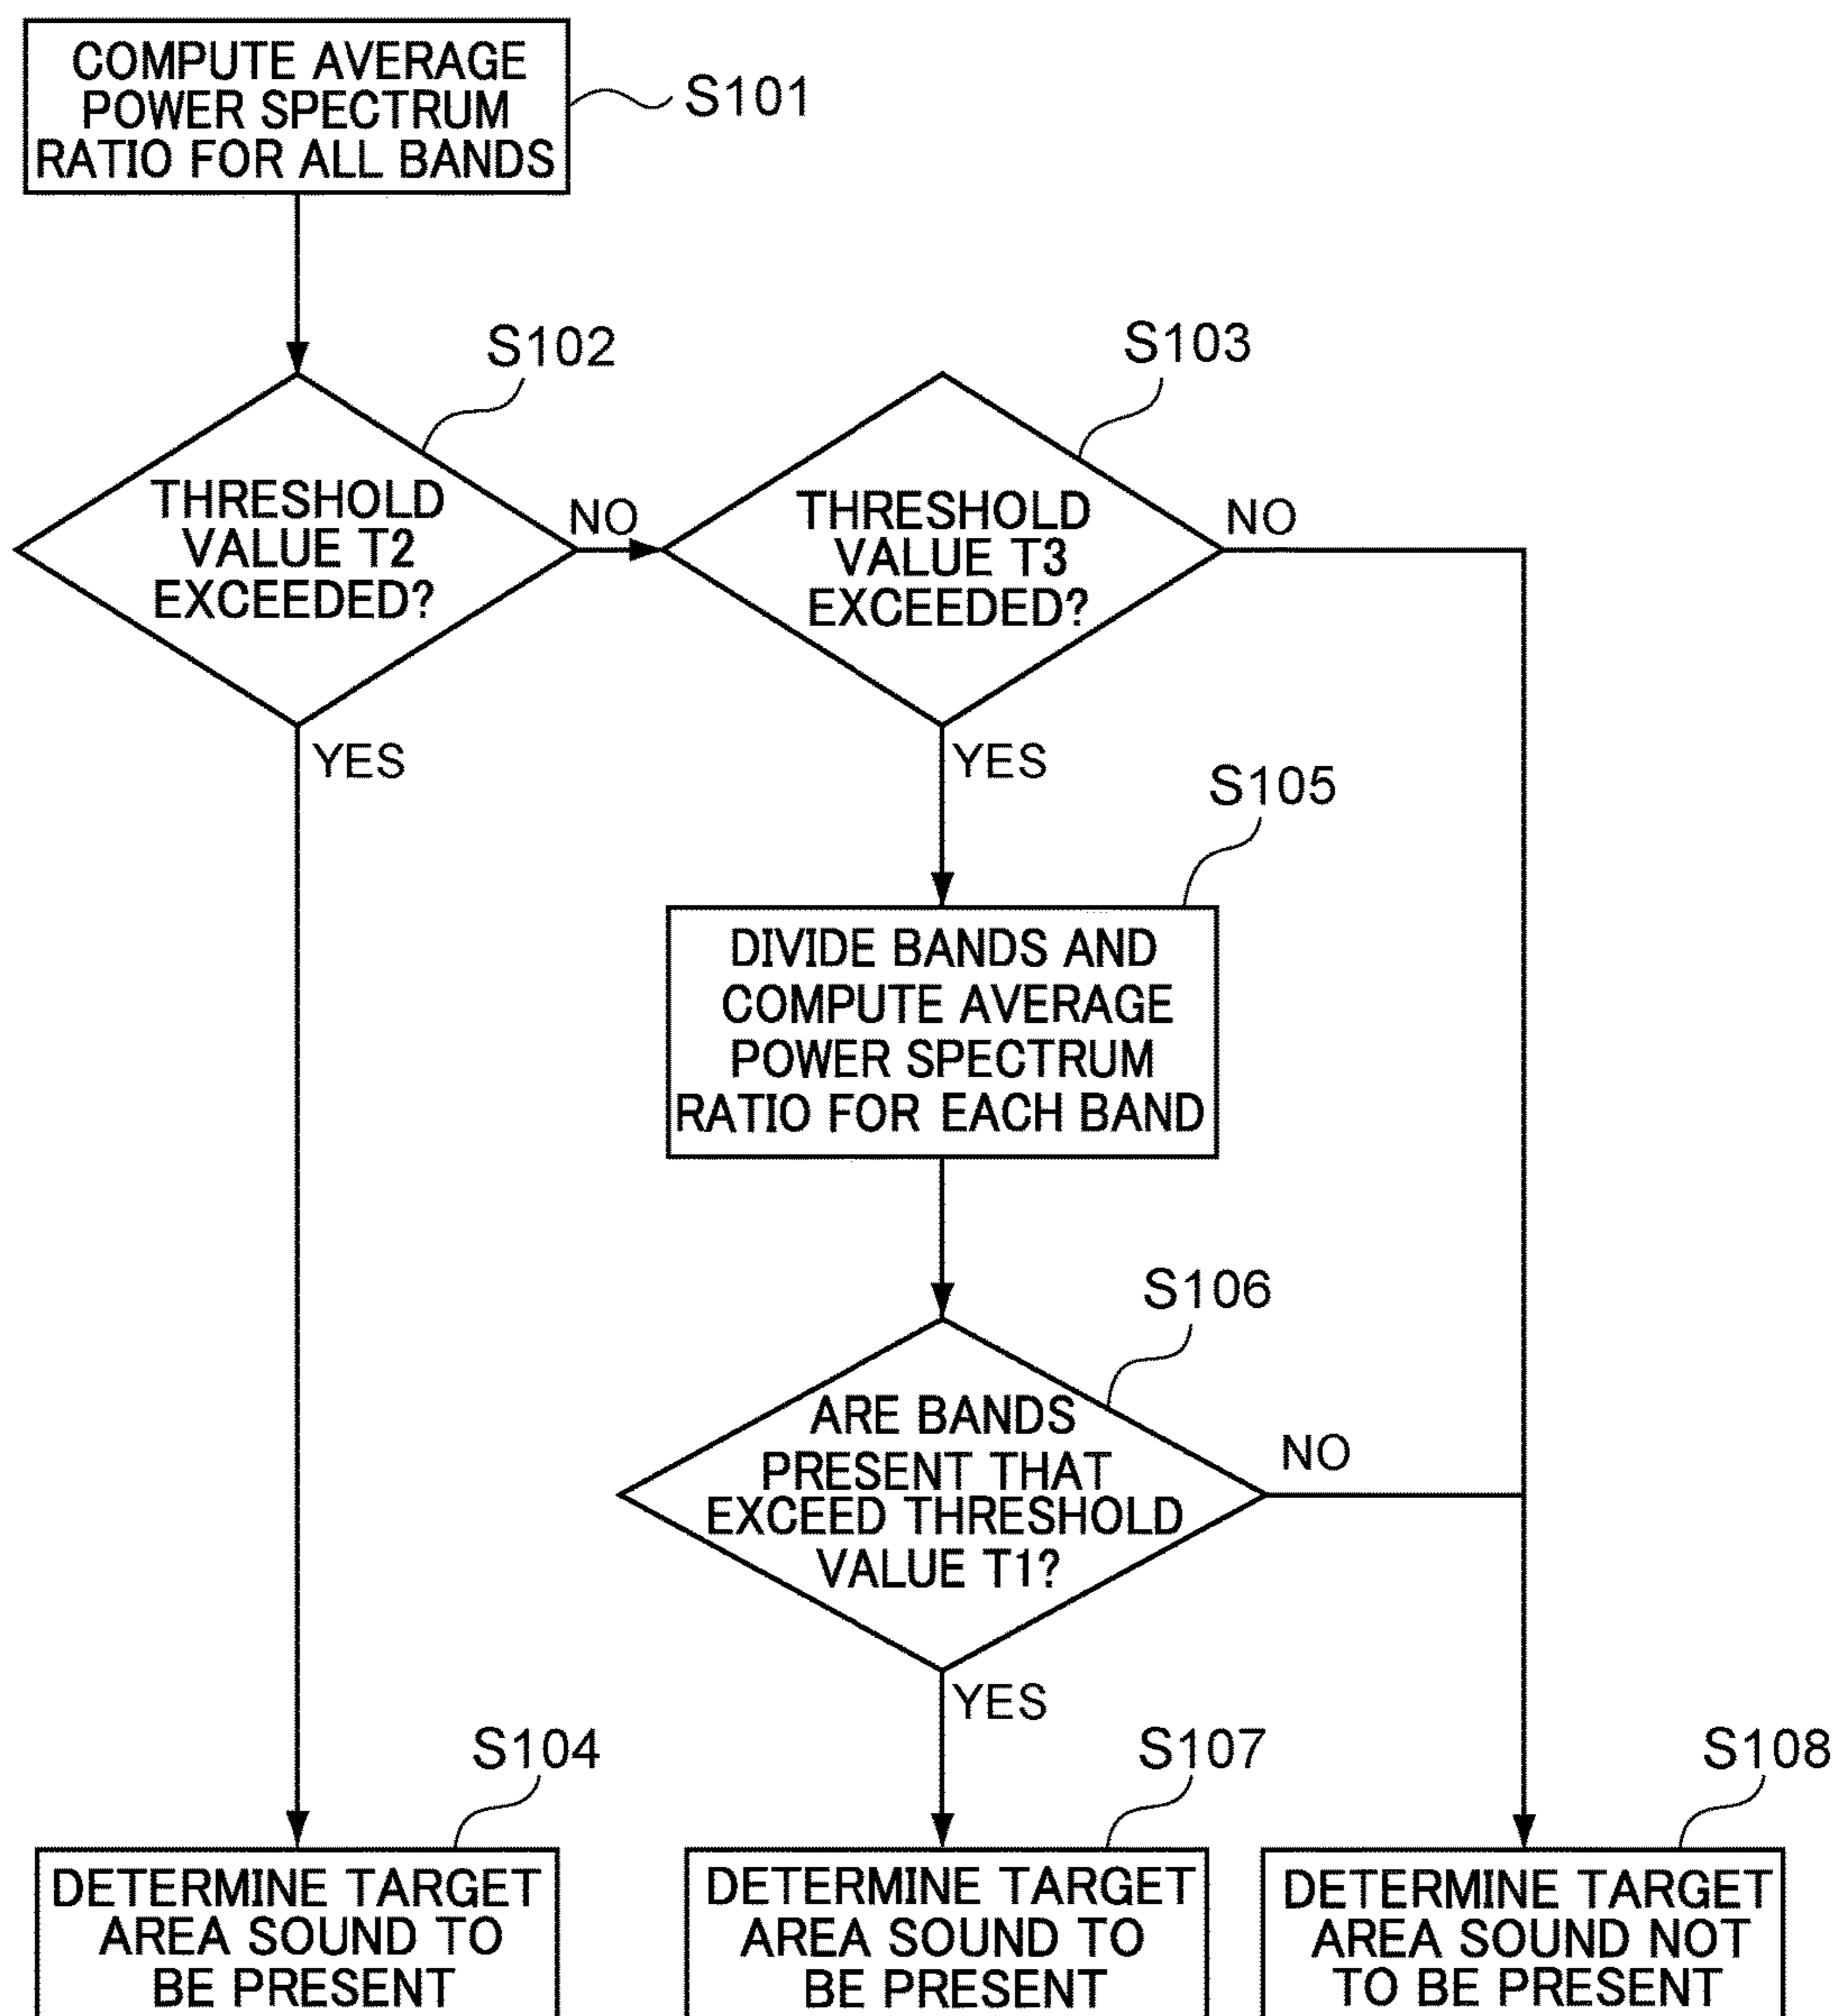 COMPUTE AVERAGE
POWER SPECTRUM
RATIO FOR ALL BANDS
S101
S102
THRESHOLD
VALUE T2
EXCEEDED?
NO
YES
S103
THRESHOLD
VALUE T3
EXCEEDED?
NO
YES
S105
DIVIDE BANDS AND
COMPUTE AVERAGE
POWER SPECTRUM
RATIO FOR EACH BAND
S106
ARE BANDS
PRESENT THAT
EXCEED THRESHOLD
VALUE T1?
NO
YES
S104
DETERMINE TARGET
AREA SOUND TO
BE PRESENT
S107
DETERMINE TARGET
AREA SOUND TO
BE PRESENT
S108
DETERMINE TARGET
AREA SOUND NOT
TO BE PRESENT